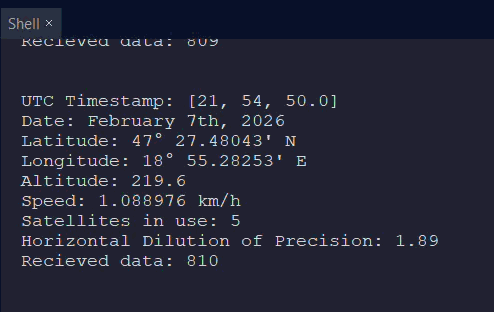 Shell ×
Recieved data: 809
UTC Timestamp: [21, 54, 50.0]
Date: February 7th, 2026
Latitude: 47° 27.48043' N
Longitude: 18° 55.28253' E
Altitude: 219.6
Speed: 1.088976 km/h
Satellites in use: 5
Horizontal Dilution of Precision: 1.89
Recieved data: 810